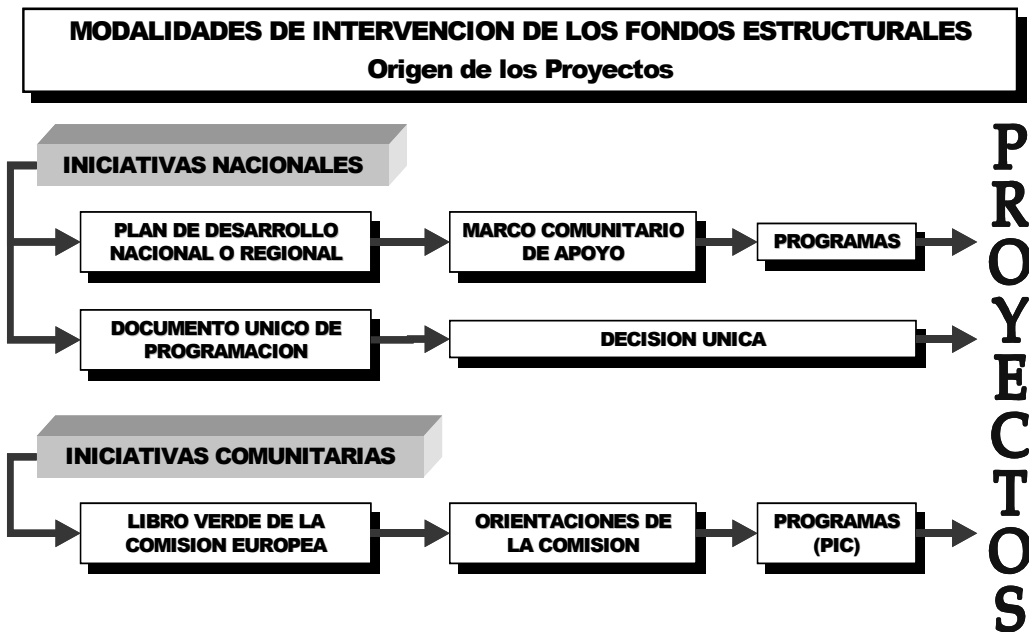 MODALIDADES DE INTERVENCION DE LOS FONDOS ESTRUCTURALES
Origen de los Proyectos
INICIATIVAS NACIONALES
PLAN DE DESARROLLO
NACIONAL O REGIONAL
MARCO COMUNITARIO
DE APOYO
PROGRAMAS
DOCUMENTO UNICO DE
PROGRAMACION
DECISION UNICA
INICIATIVAS COMUNITARIAS
LIBRO VERDE DE LA
COMISION EUROPEA
ORIENTACIONES DE
LA COMISION
PROGRAMAS
(PIC)
PROYECTOS